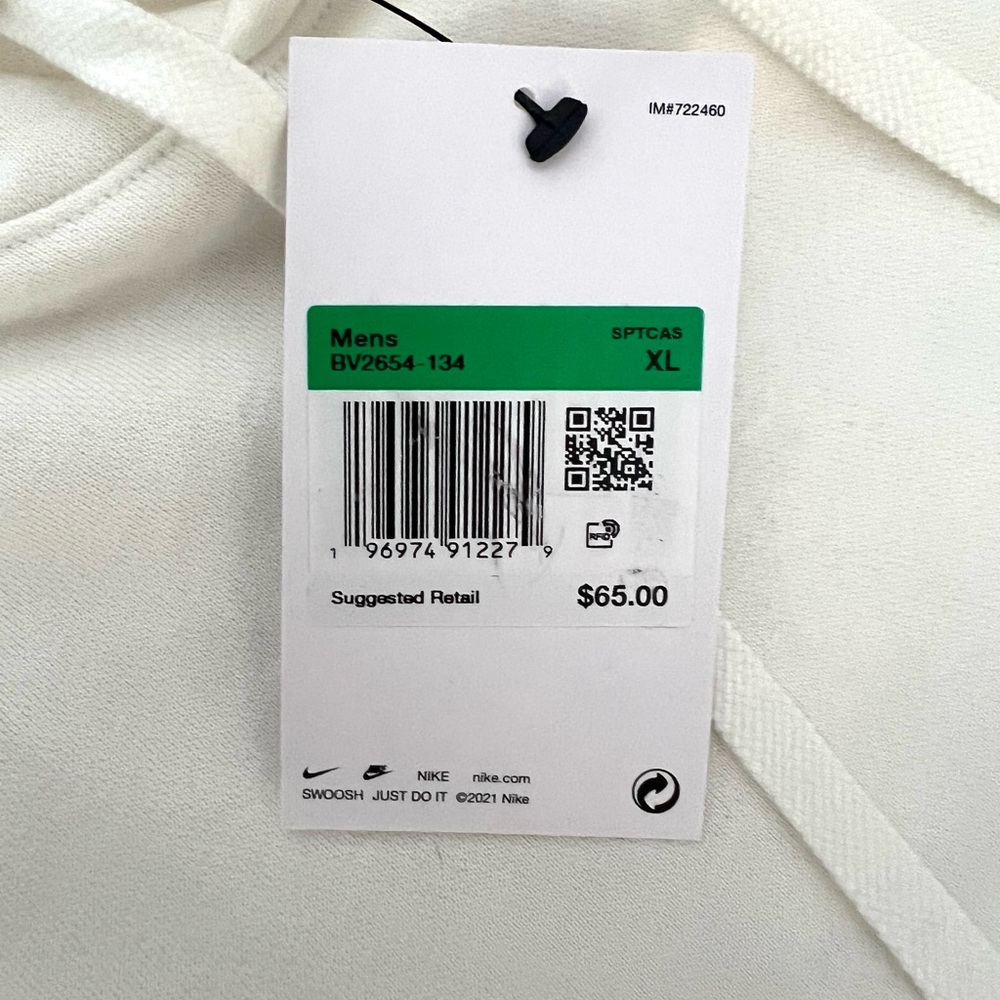 IM#722460
Mens SPTCAS
BV2654-134 XL
1 96974 91227 9
RFID
Suggested Retail $65.00
NIKE nike.com
SWOOSH JUST DO IT ©2021 Nike